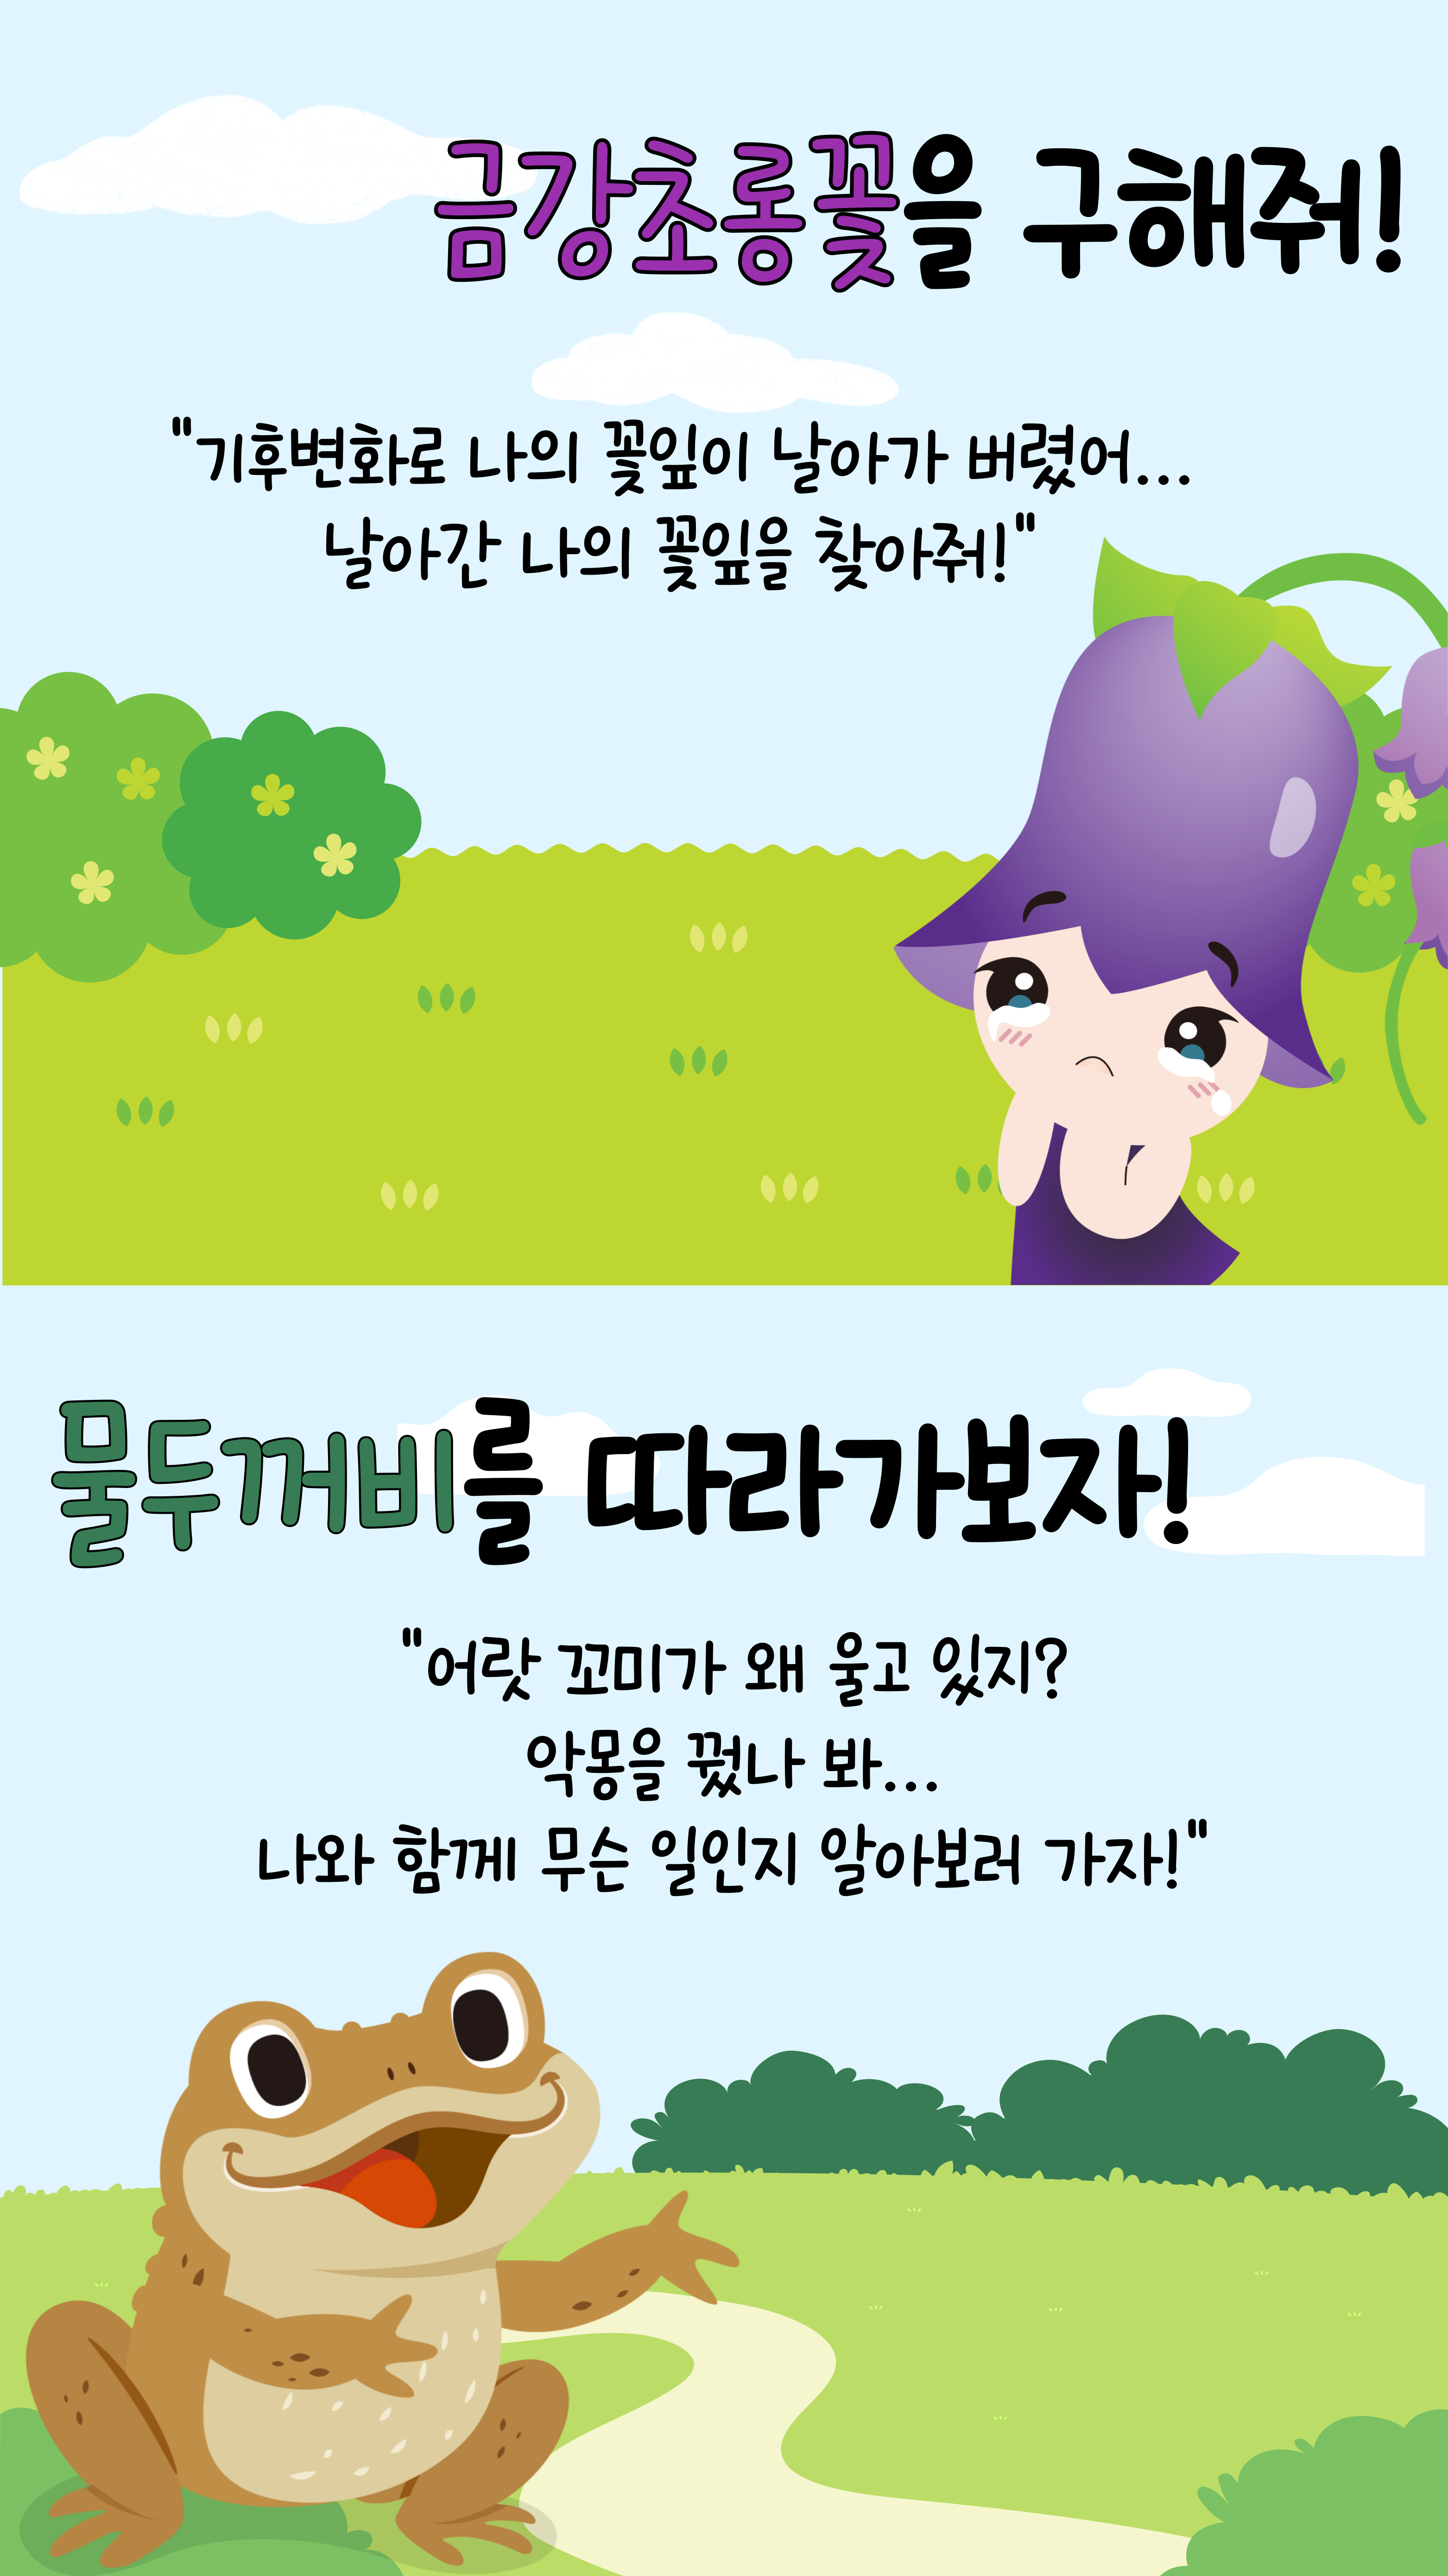 금강초롱꽃을 구해줘!
"기후변화로 나의 꽃잎이 날아가 버렸어...
날아간 나의 꽃잎을 찾아줘!"
물두꺼비를 따라가보자!
"어랏 꼬미가 왜 울고 있지?
악몽을 꿨나 봐...
나와 함께 무슨 일인지 알아보러 가자!"